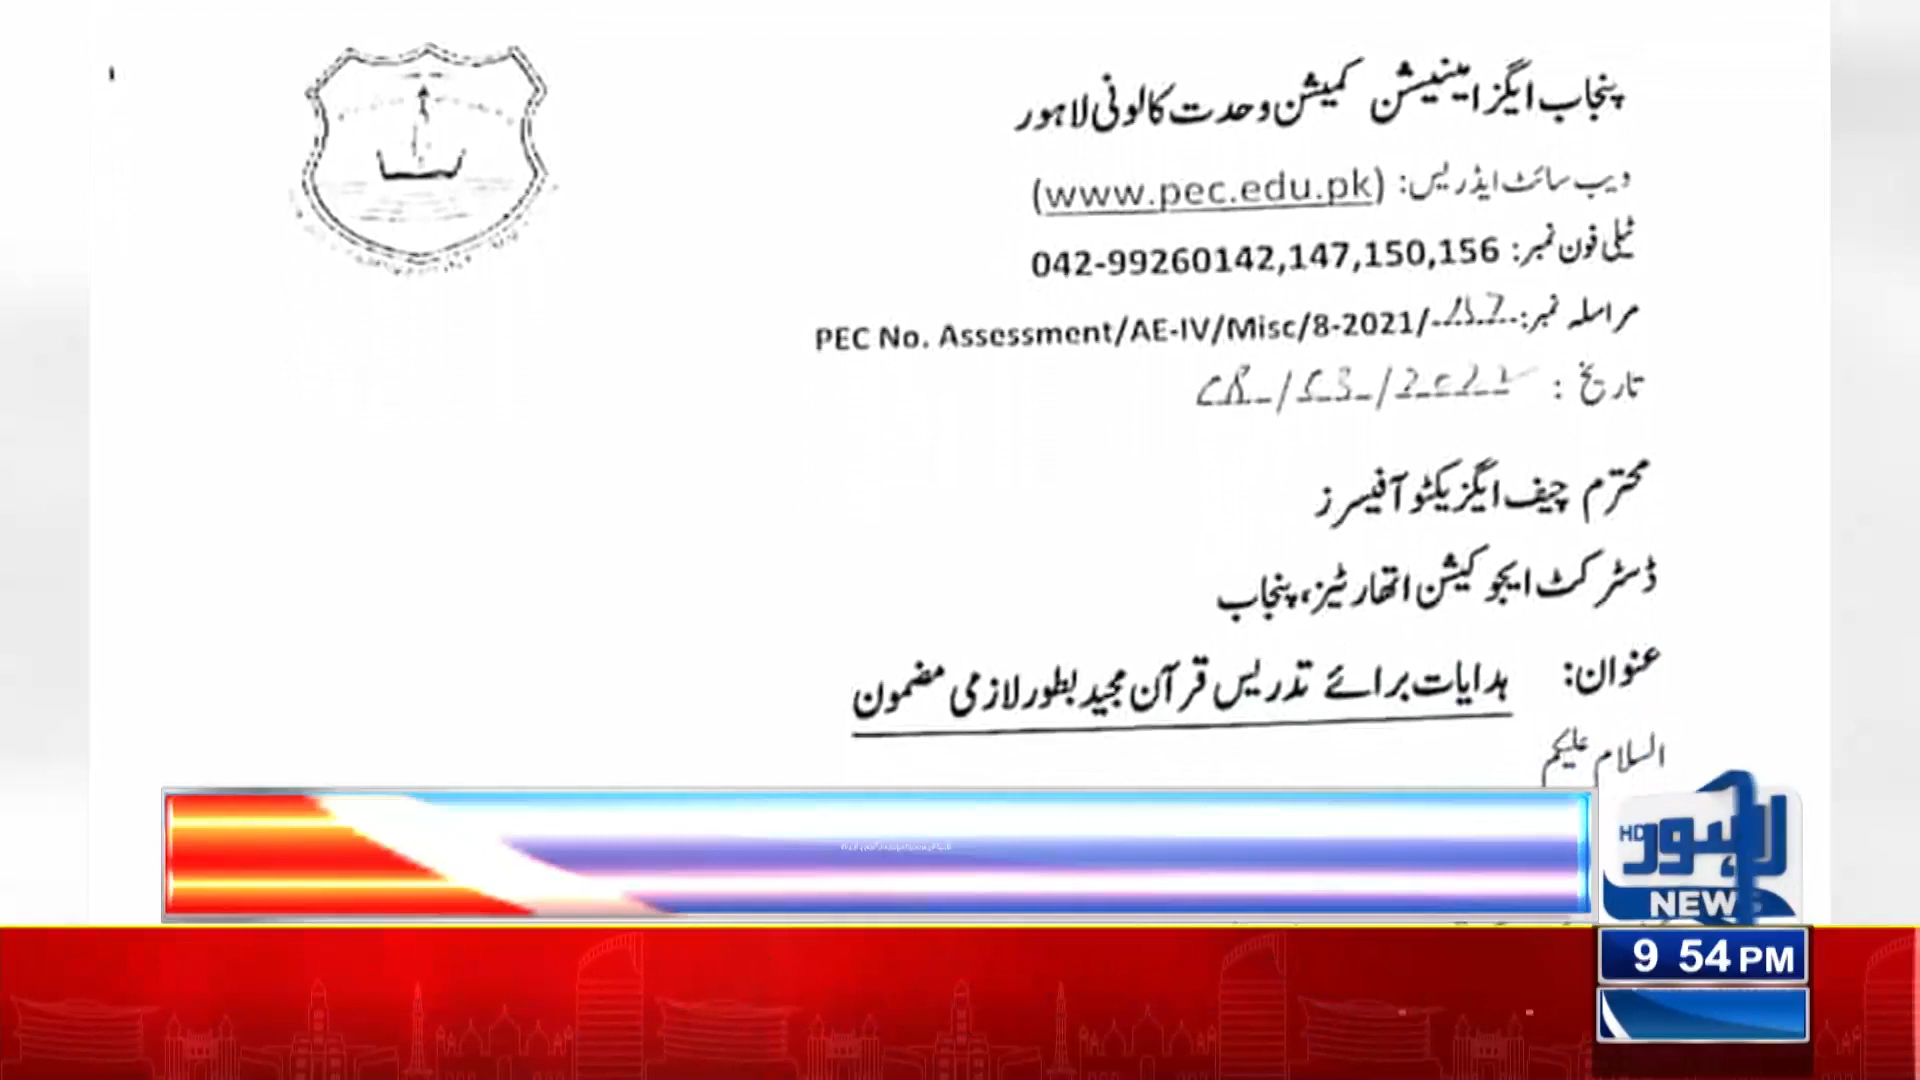 پنجاب ایگزامینیشن کمیشن وحدت کالونی لاہور
ویب سائٹ ایڈریس: (www.pec.edu.pk)
ٹیلی فون نمبر: 042-99260142,147,150,156
مراسلہ نمبر: PEC No. Assessment/AE-IV/Misc/8-2021/
تاریخ :
محترم چیف ایگزیکٹو آفیسرز
ڈسٹرکٹ ایجوکیشن اتھارٹیز، پنجاب
عنوان: ہدایات برائے تدریس قرآن مجید بطور لازمی مضمون
السلام علیکم
لاہور HD
NEWS
9 54 PM